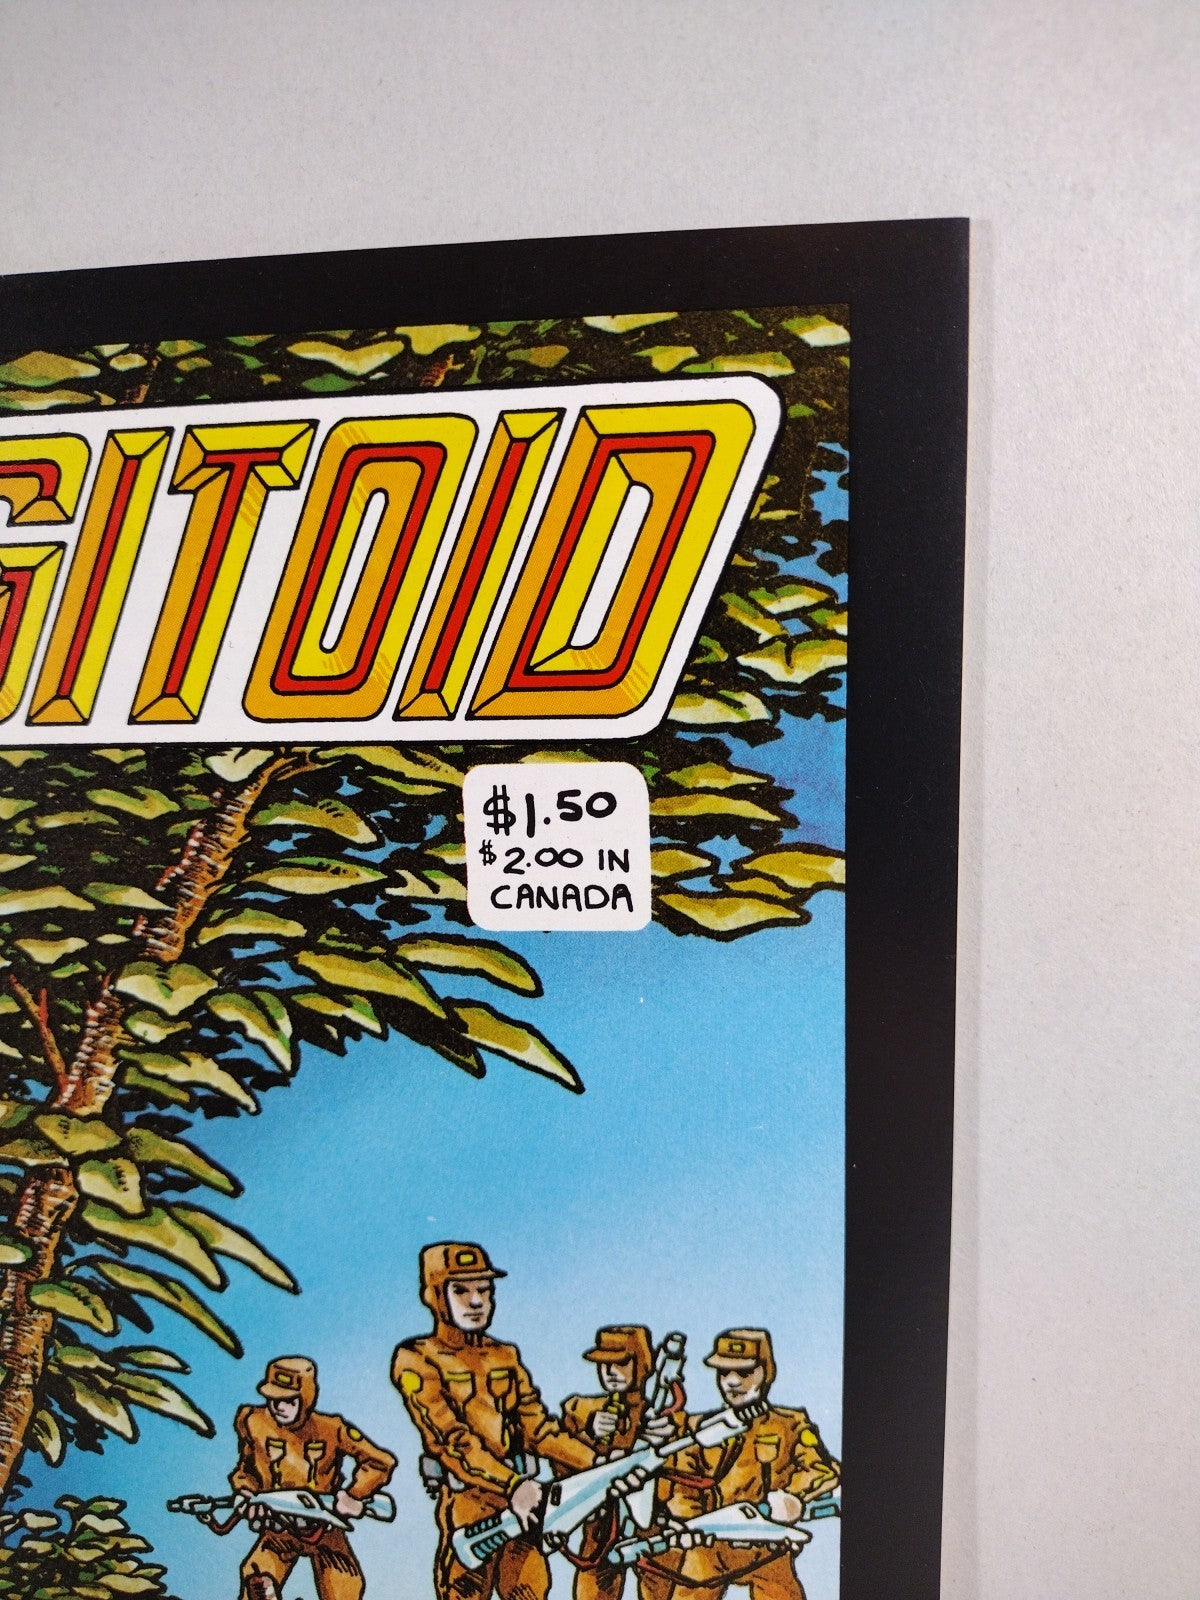 GITOID
$1.50
$2.00 IN
CANADA